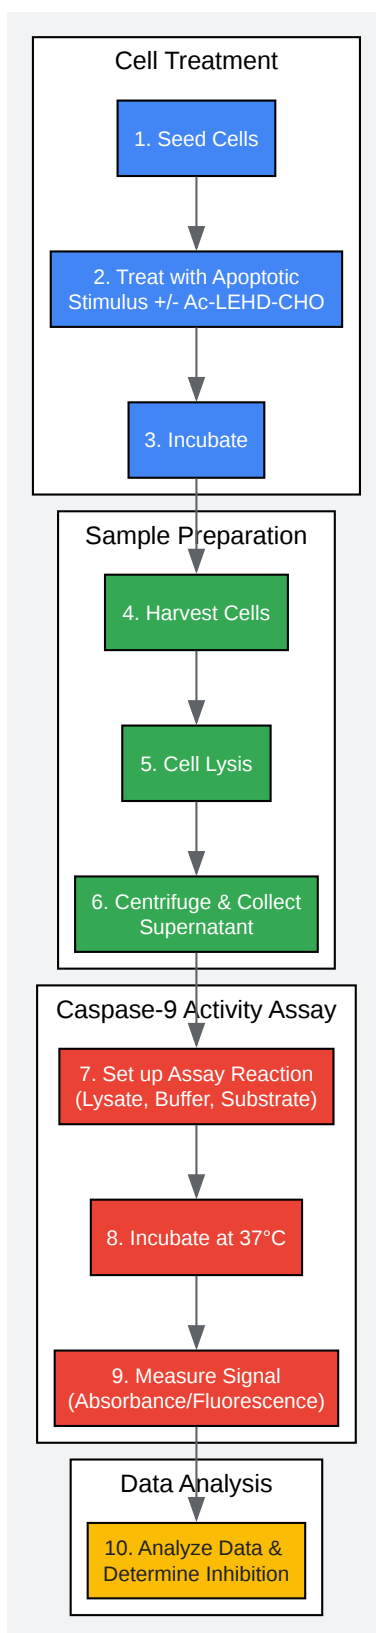 Cell Treatment
1. Seed Cells
2. Treat with Apoptotic
Stimulus +/- Ac-LEHD-CHO
3. Incubate
Sample Preparation
4. Harvest Cells
5. Cell Lysis
6. Centrifuge & Collect
Supernatant
Caspase-9 Activity Assay
7. Set up Assay Reaction
(Lysate, Buffer, Substrate)
8. Incubate at 37°C
9. Measure Signal
(Absorbance/Fluorescence)
Data Analysis
10. Analyze Data &
Determine Inhibition